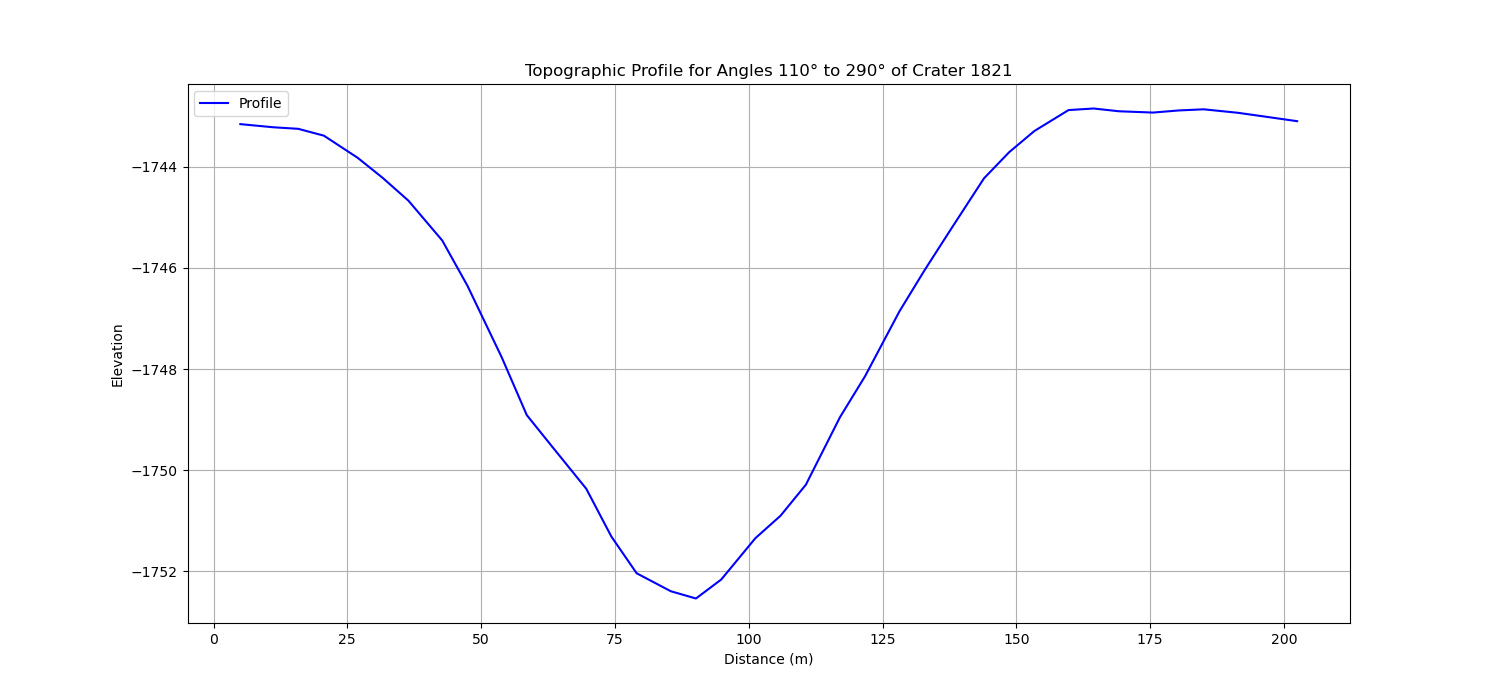 Topographic Profile for Angles 110° to 290° of Crater 1821
Profile
Elevation
−1744
−1746
−1748
−1750
−1752
0 25 50 75 100 125 150 175 200
Distance (m)